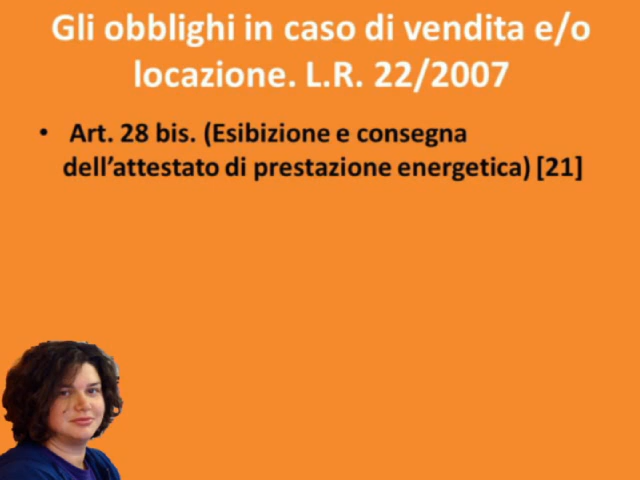 Gli obblighi in caso di vendita e/o
locazione. L.R. 22/2007
• Art. 28 bis. (Esibizione e consegna
dell’attestato di prestazione energetica) [21]